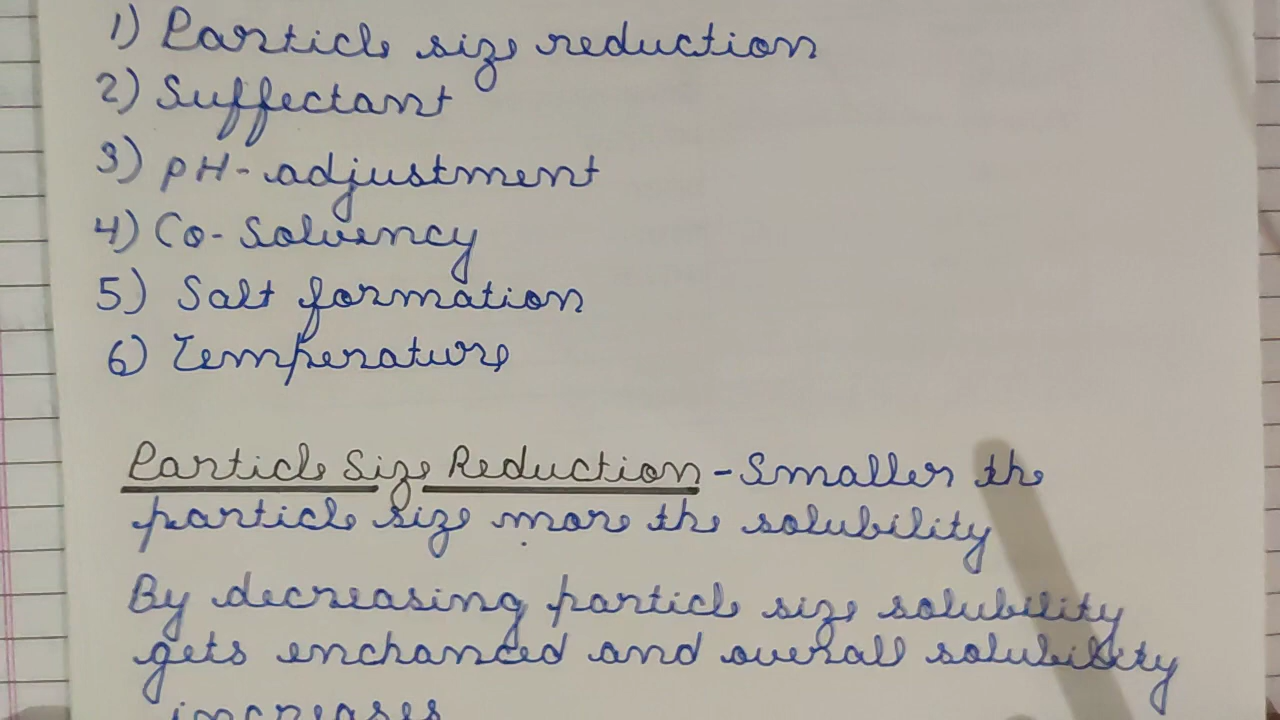 1) Particle size reduction
2) Suffectant
3) pH-adjustment
4) Co-Solvency
5) Salt formation
6) Temperature
Particle Size Reduction - Smaller the
particle size more the solubility
By decreasing particle size solubility
gets enchanced and overall solubility
increases